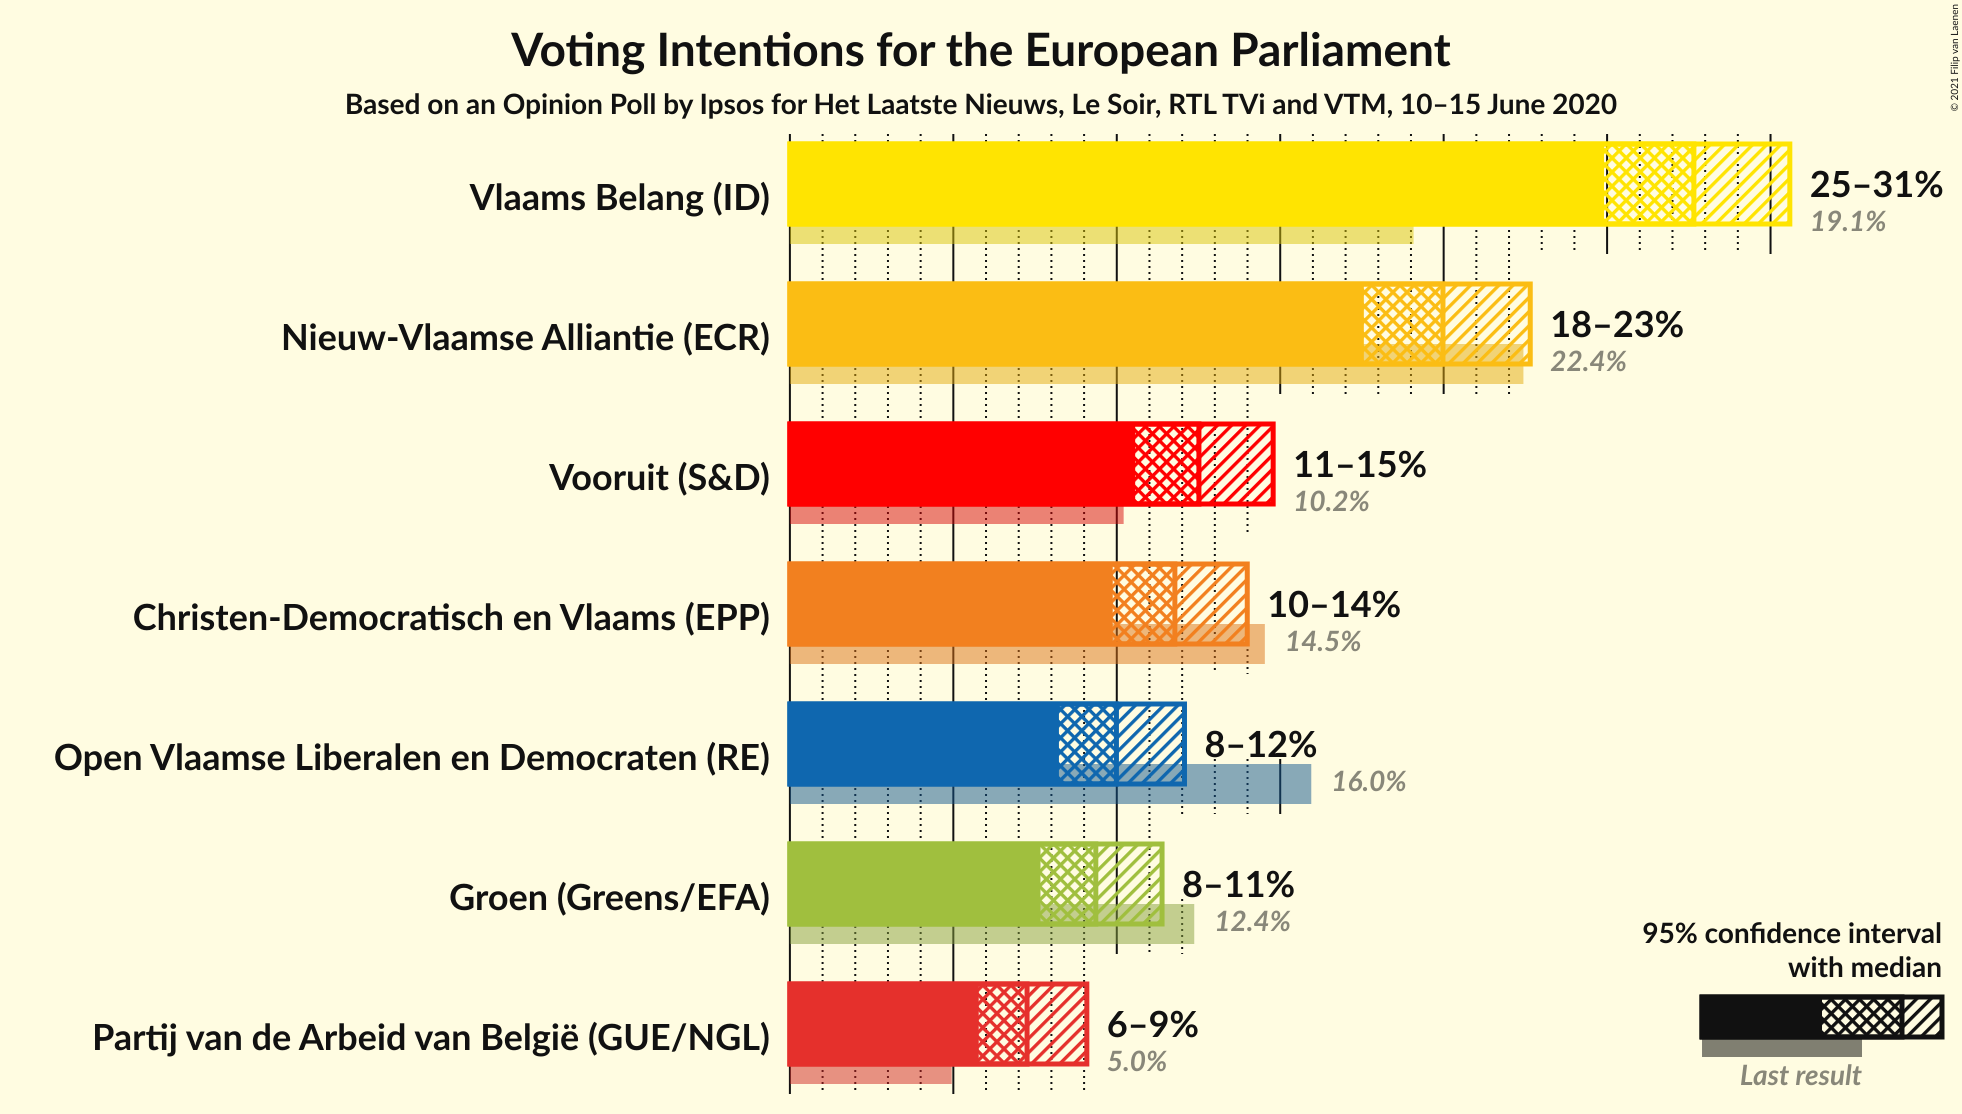 Voting Intentions for the European Parliament
Based on an Opinion Poll by Ipsos for Het Laatste Nieuws, Le Soir, RTL TVi and VTM, 10–15 June 2020
© 2021 Filip van Laenen
Vlaams Belang (ID)
25–31%
19.1%
Nieuw-Vlaamse Alliantie (ECR)
18–23%
22.4%
Vooruit (S&D)
11–15%
10.2%
Christen-Democratisch en Vlaams (EPP)
10–14%
14.5%
Open Vlaamse Liberalen en Democraten (RE)
8–12%
16.0%
Groen (Greens/EFA)
8–11%
12.4%
Partij van de Arbeid van België (GUE/NGL)
6–9%
5.0%
95% confidence interval
with median
Last result